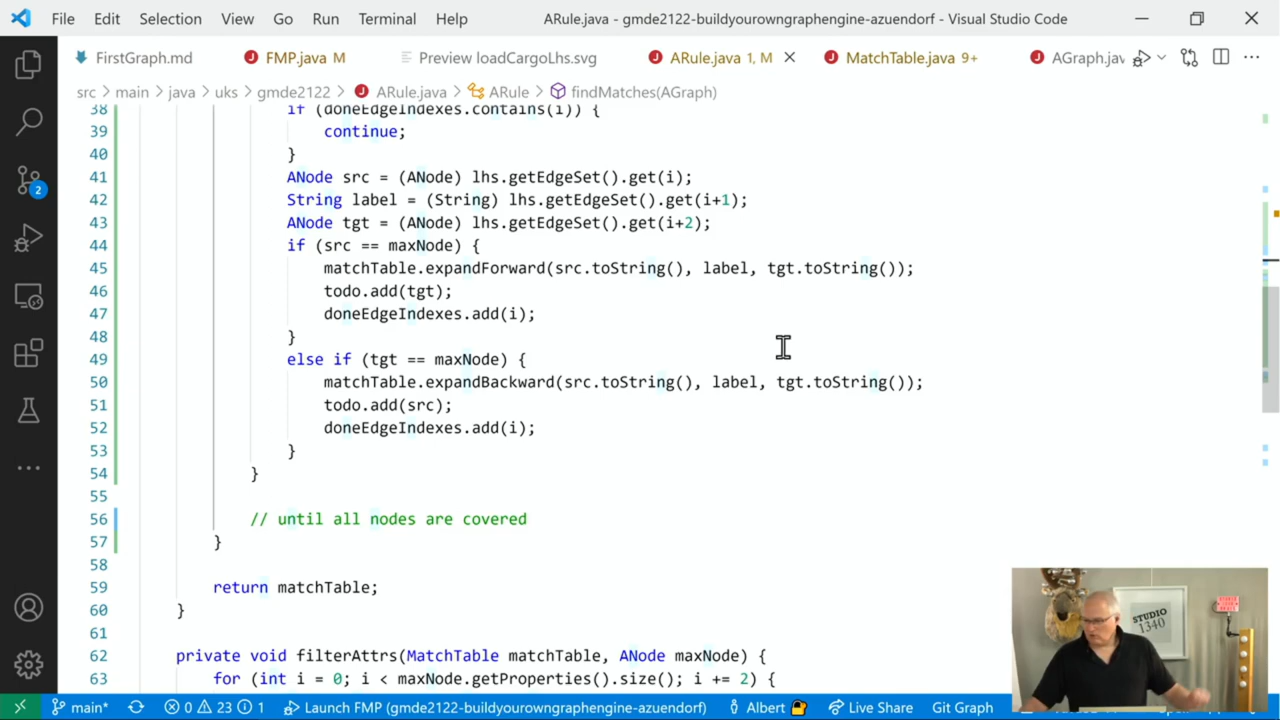 File Edit Selection View Go Run Terminal Help ARule.java - gmde2122-buildyourowngraphengine-azuendorf - Visual Studio Code
FirstGraph.md FMP.java M Preview loadCargoLhs.svg ARule.java 1, M MatchTable.java 9+ AGraph.jav
src > main > java > uks > gmde2122 > ARule.java > ARule > findMatches(AGraph)
38 if (doneEdgeIndexes.contains(i)) {
39 continue;
40 }
41 ANode src = (ANode) lhs.getEdgeSet().get(i);
42 String label = (String) lhs.getEdgeSet().get(i+1);
43 ANode tgt = (ANode) lhs.getEdgeSet().get(i+2);
44 if (src == maxNode) {
45 matchTable.expandForward(src.toString(), label, tgt.toString());
46 todo.add(tgt);
47 doneEdgeIndexes.add(i);
48 }
49 else if (tgt == maxNode) {
50 matchTable.expandBackward(src.toString(), label, tgt.toString());
51 todo.add(src);
52 doneEdgeIndexes.add(i);
53 }
54 }
55
56 // until all nodes are covered
57 }
58
59 return matchTable;
60 }
61
62 private void filterAttrs(MatchTable matchTable, ANode maxNode) {
63 for (int i = 0; i < maxNode.getProperties().size(); i += 2) {
2
STUDIO
1340
main* 0 23 1 Launch FMP (gmde2122-buildyourowngraphengine-azuendorf) Albert Live Share Git Graph